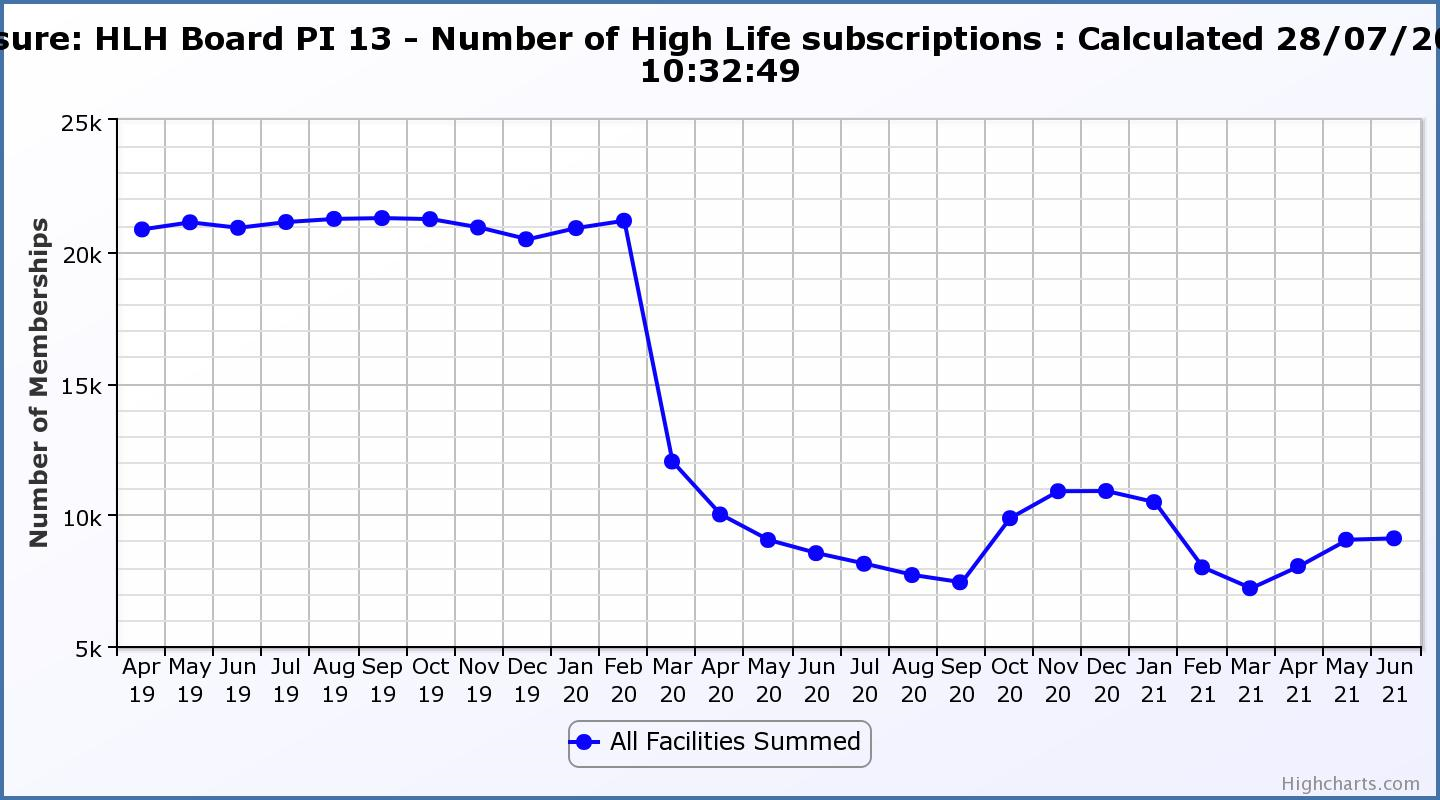 sure: HLH Board PI 13 - Number of High Life subscriptions : Calculated 28/07/20
10:32:49
Number of Memberships
25k
20k
15k
10k
5k
Apr May Jun Jul Aug Sep Oct Nov Dec Jan Feb Mar Apr May Jun Jul Aug Sep Oct Nov Dec Jan Feb Mar Apr May Jun
19 19 19 19 19 19 19 19 19 20 20 20 20 20 20 20 20 20 20 20 20 21 21 21 21 21 21
All Facilities Summed
Highcharts.com